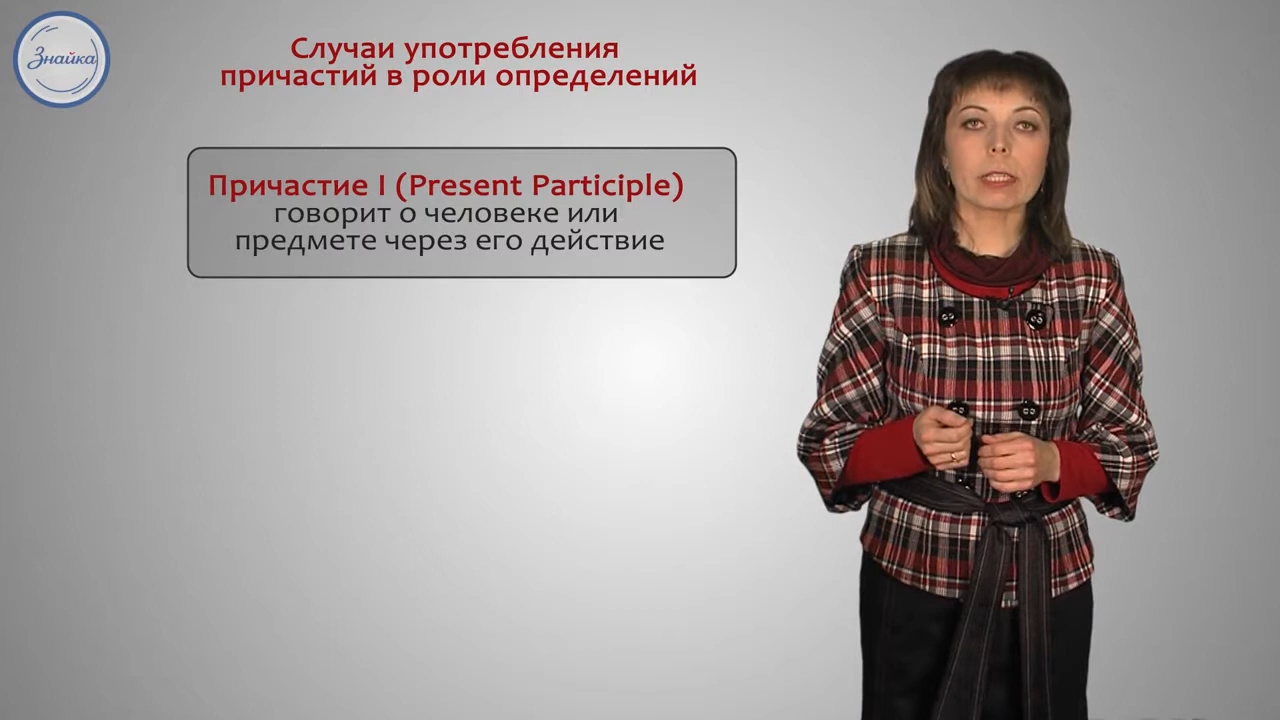 Знайка
Случаи употребления
причастий в роли определений
Причастие I (Present Participle)
говорит о человеке или
предмете через его действие